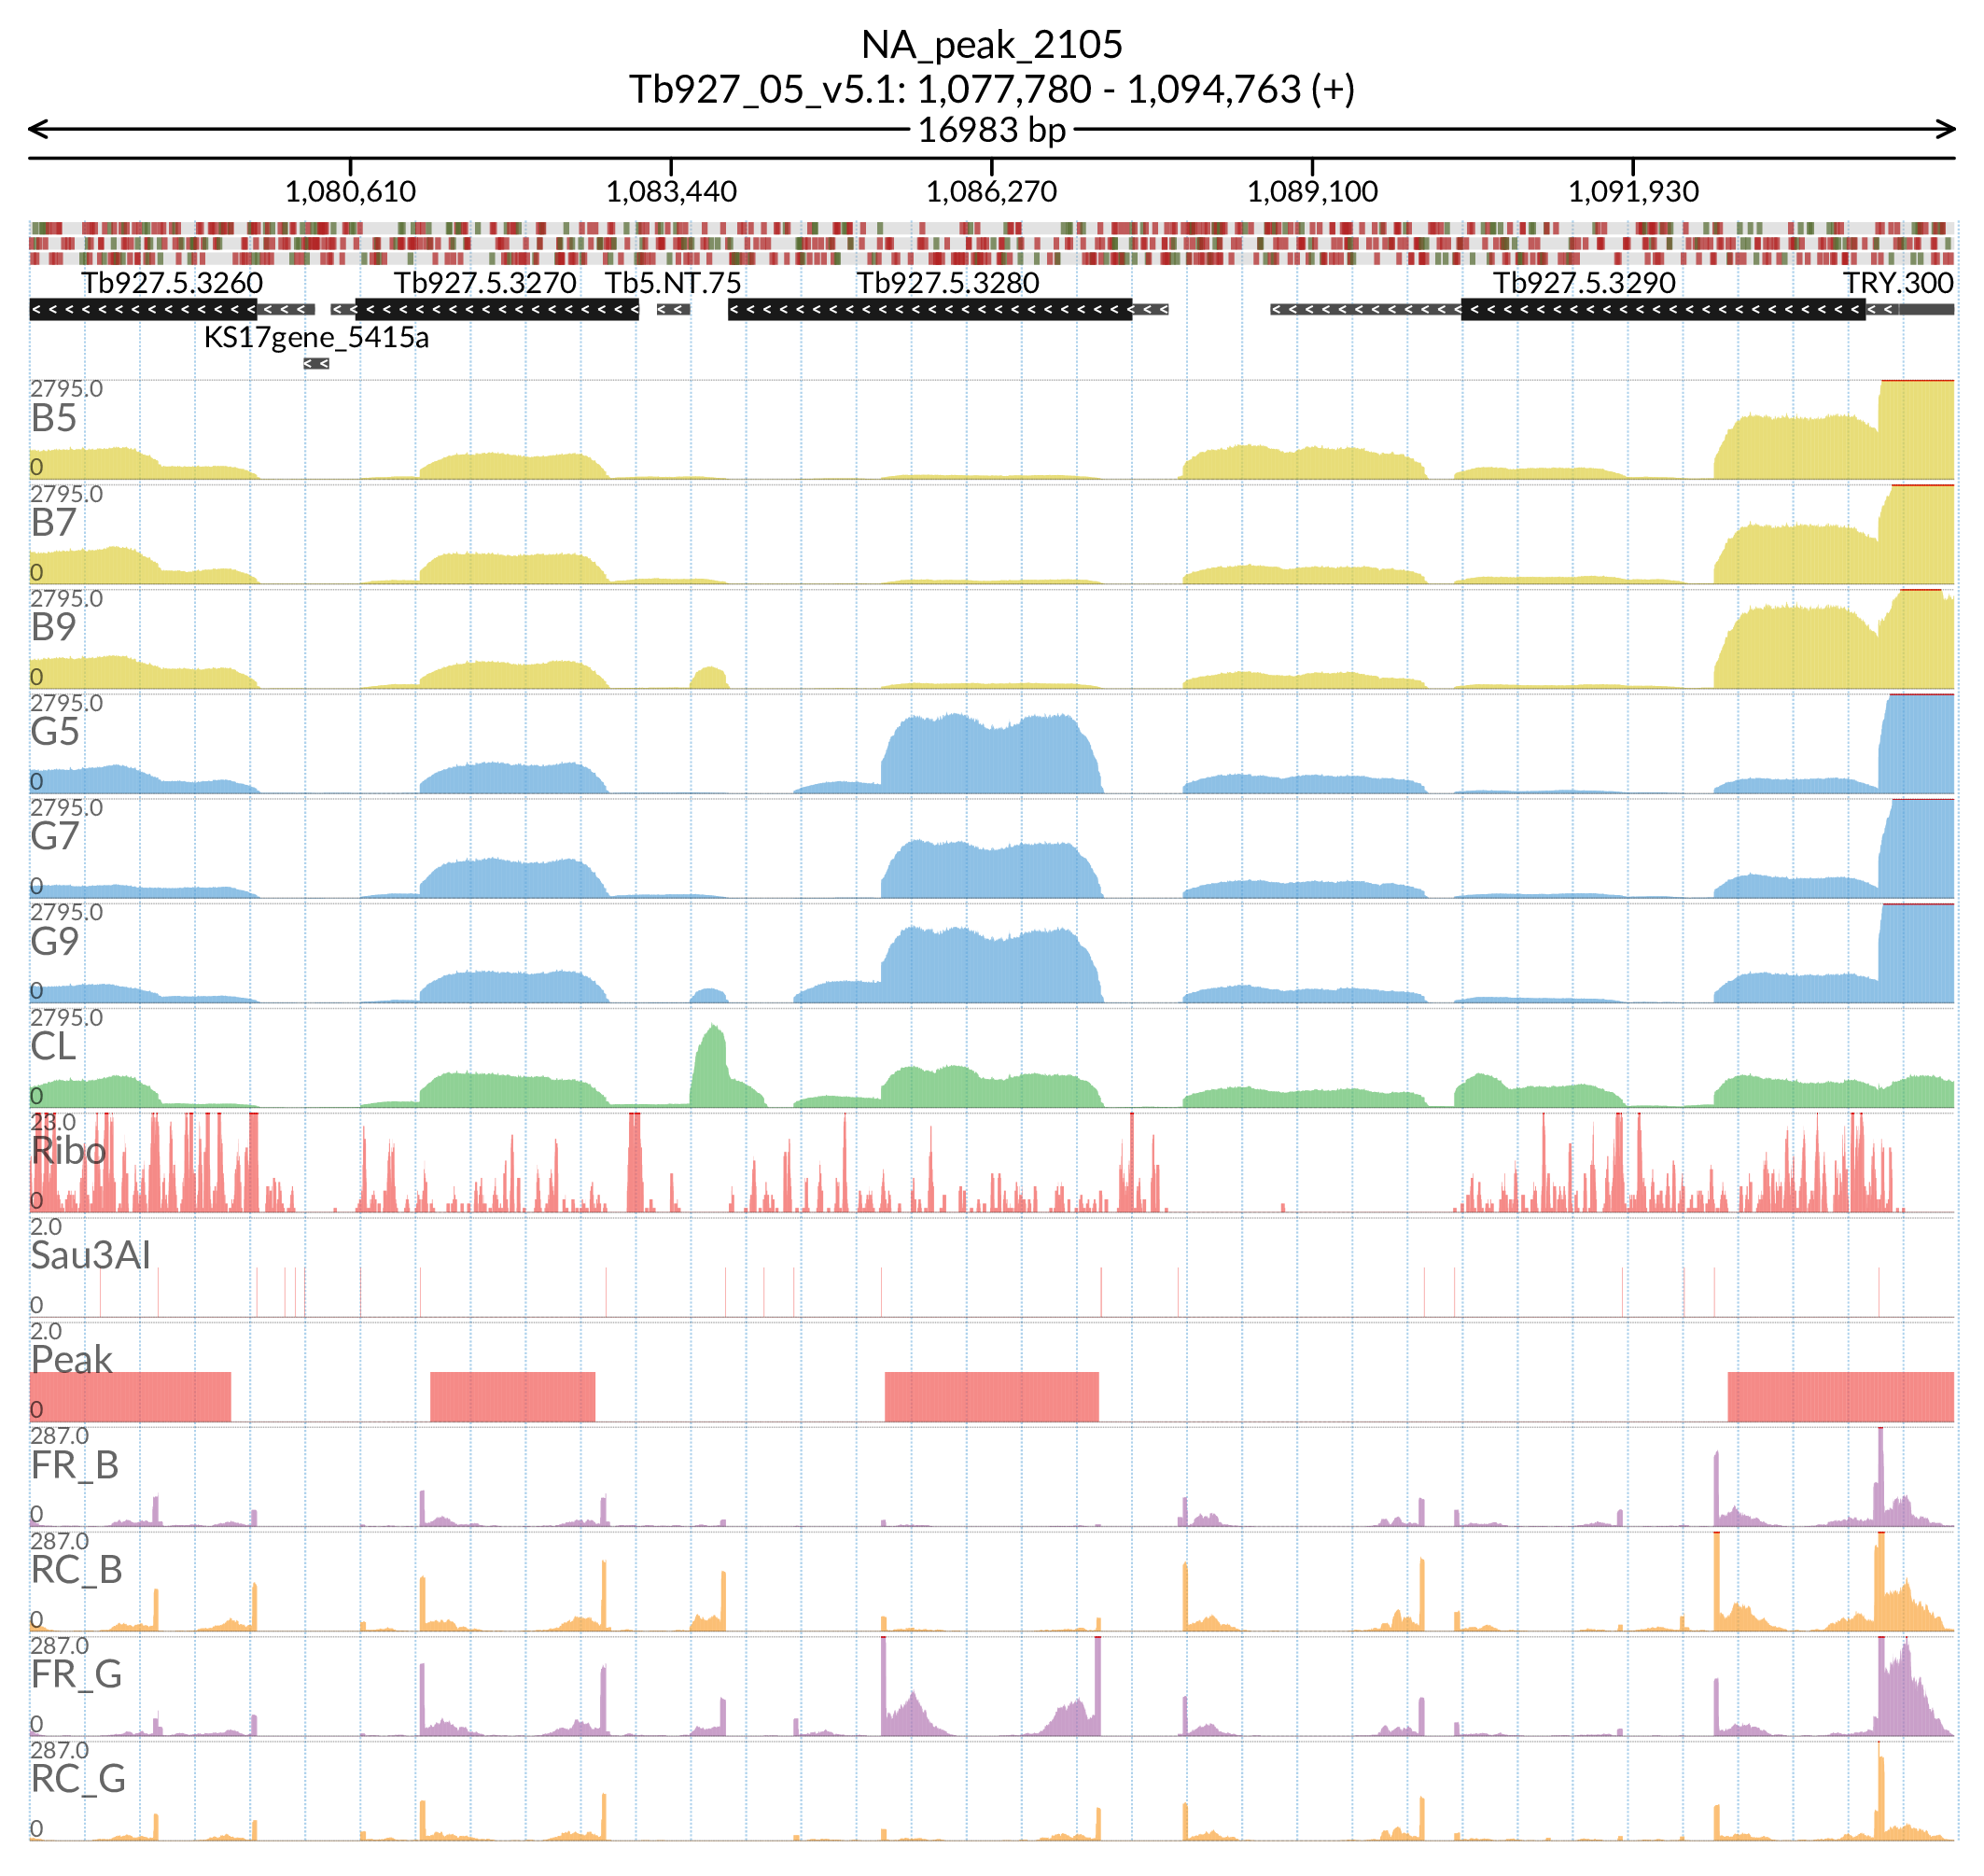 NA_peak_2105
Tb927_05_v5.1: 1,077,780 - 1,094,763 (+)
16983 bp
1,080,610 1,083,440 1,086,270 1,089,100 1,091,930
Tb927.5.3260 Tb927.5.3270 Tb5.NT.75 Tb927.5.3280 Tb927.5.3290 TRY.300
KS17gene_5415a
2795.0
B5
0
2795.0
B7
0
2795.0
B9
0
2795.0
G5
0
2795.0
G7
0
2795.0
G9
0
2795.0
CL
0
23.0
Ribo
0
2.0
Sau3AI
0
2.0
Peak
0
287.0
FR_B
0
287.0
RC_B
0
287.0
FR_G
0
287.0
RC_G
0